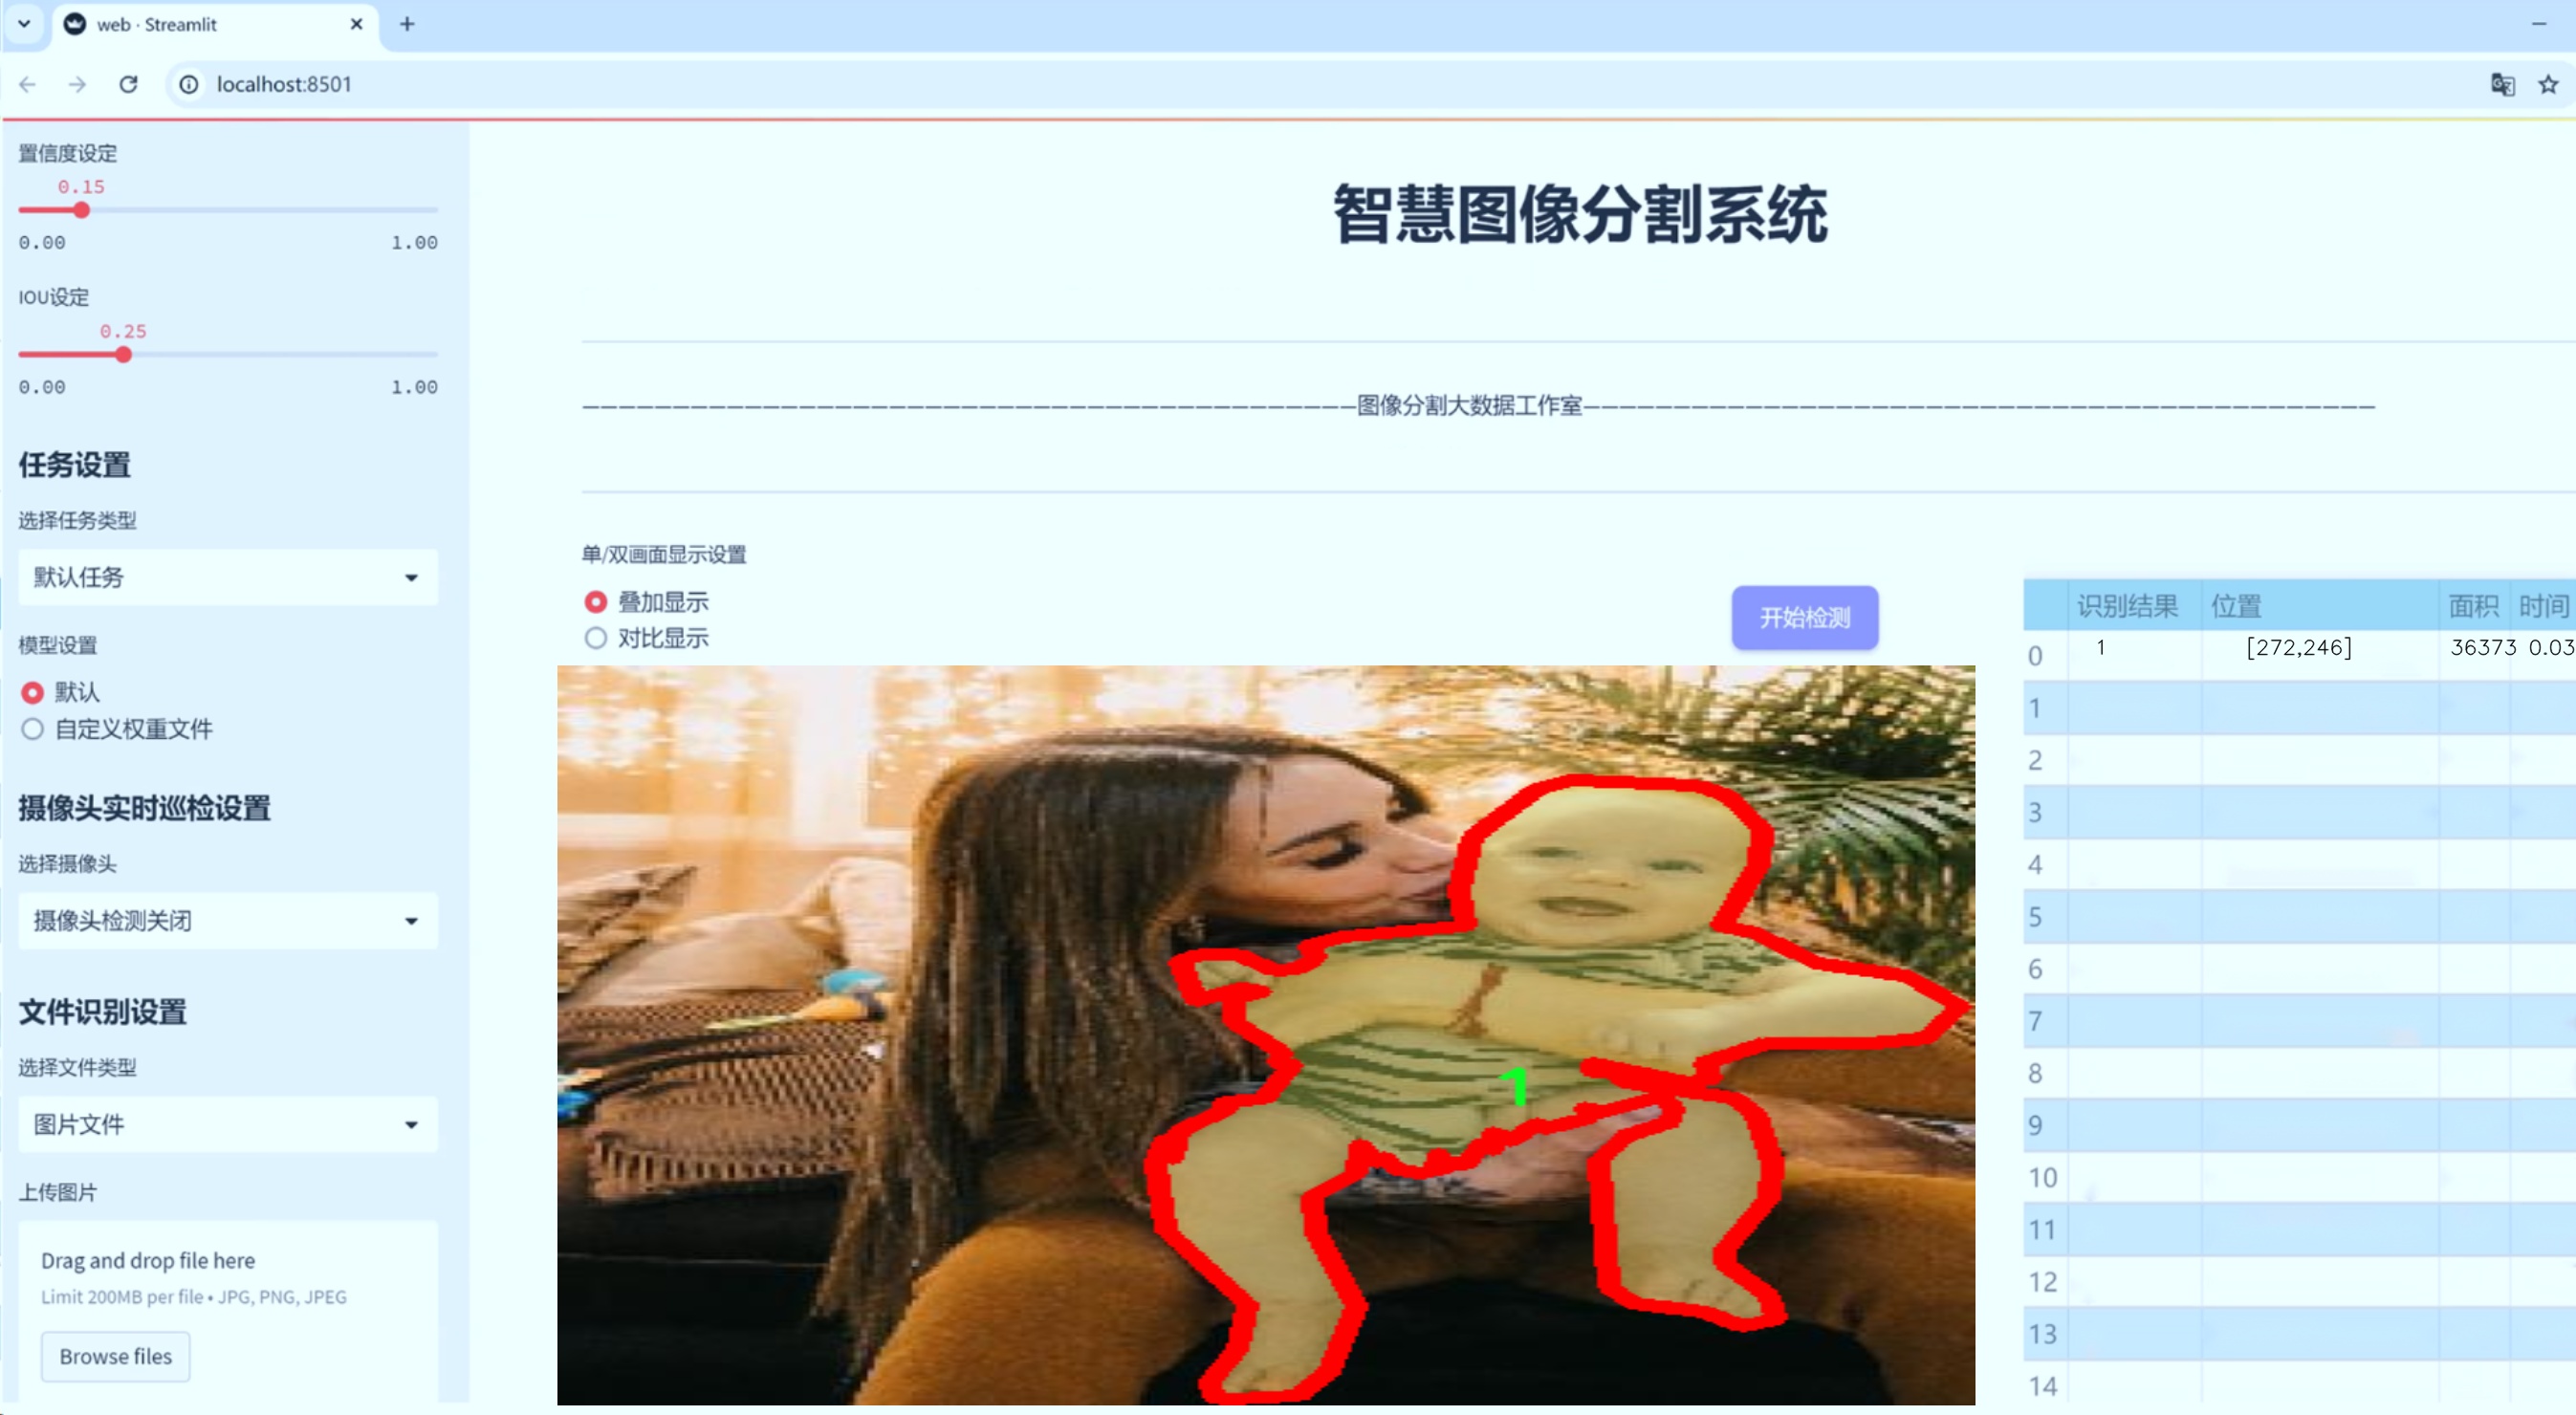 web · Streamlit
localhost:8501
置信度设定
0.15
0.00 1.00
IOU设定
0.25
0.00 1.00
任务设置
选择任务类型
默认任务
模型设置
默认
自定义权重文件
摄像头实时巡检设置
选择摄像头
摄像头检测关闭
文件识别设置
选择文件类型
图片文件
上传图片
Drag and drop file here
Limit 200MB per file • JPG, PNG, JPEG
Browse files
智慧图像分割系统
———————————————————————————————————————————图像分割大数据工作室————————————————————————————————————————————
单/双画面显示设置
叠加显示
对比显示
开始检测
1
识别结果 位置 面积 时间
0 1 [272,246] 36373 0.03
1
2
3
4
5
6
7
8
9
10
11
12
13
14